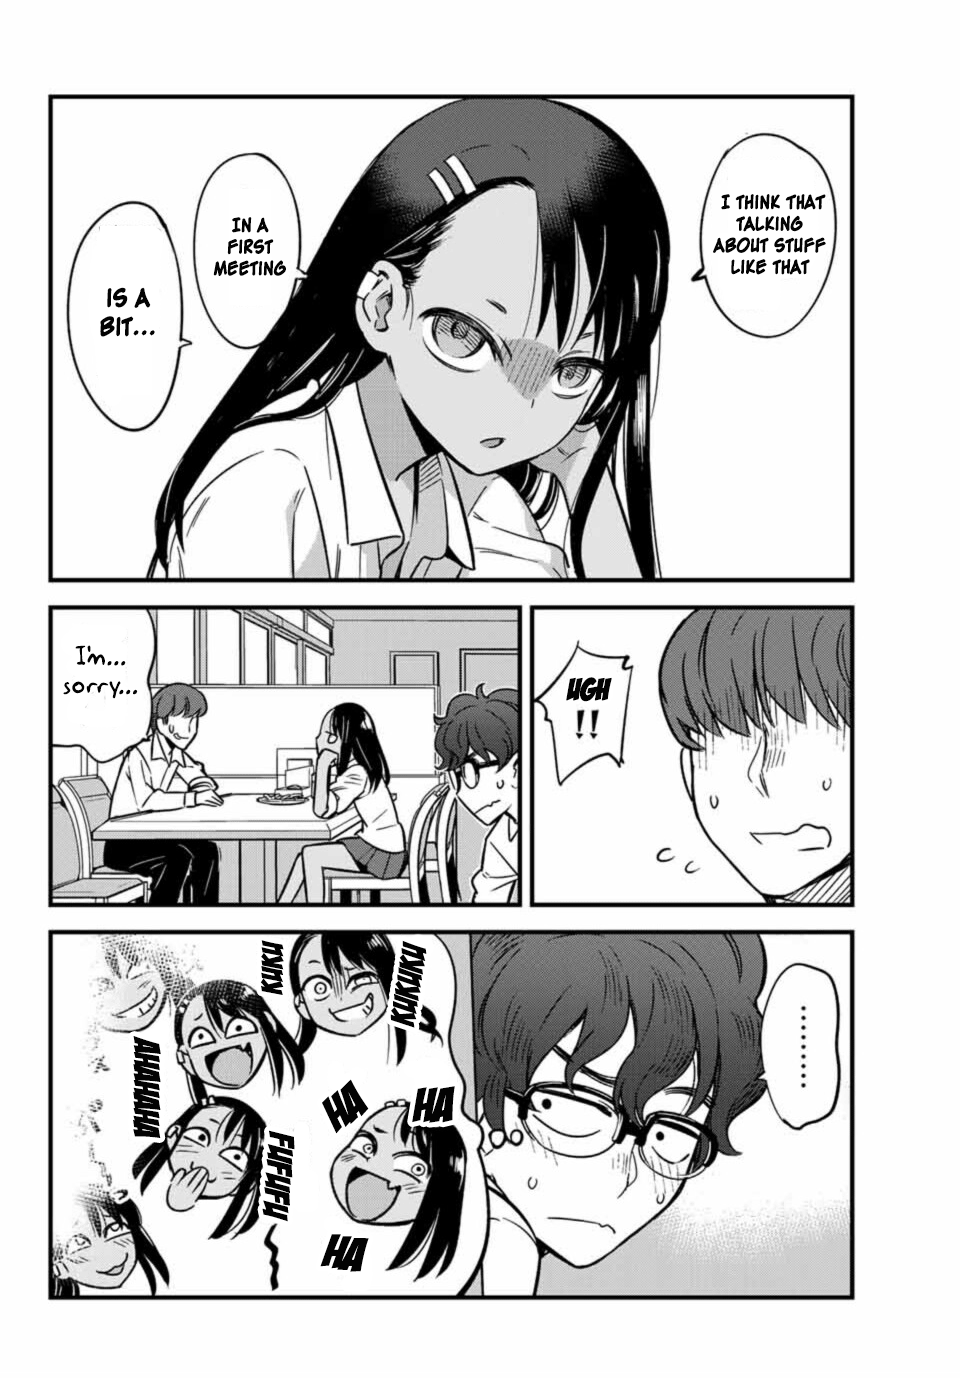 I THINK THAT
TALKING
ABOUT STUFF
LIKE THAT
IN A
FIRST
MEETING
IS A
BIT...
UGH
!!
I'm...
sorry...
.........
KUKUKUKU
KUKU
HA
HA
HA
AHAHAHA
FUFUFU